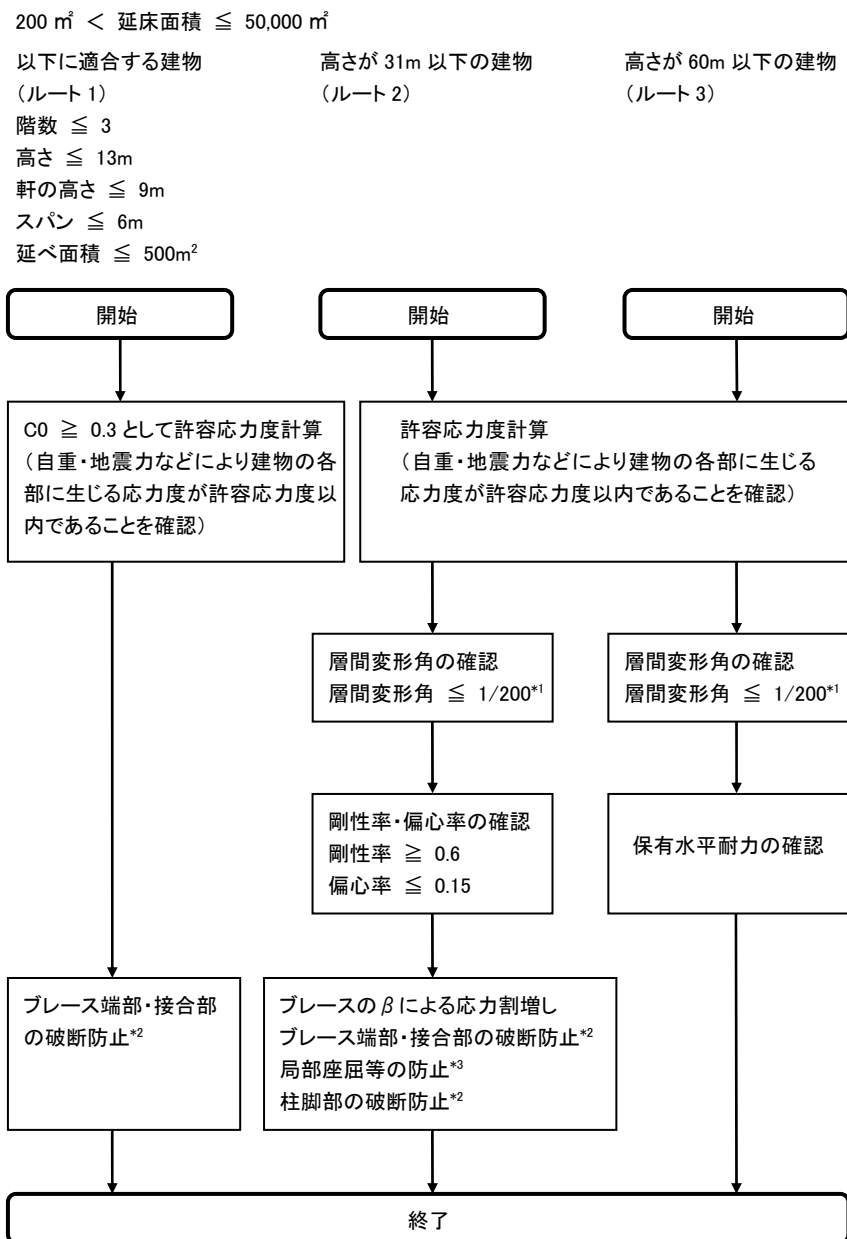 200 ㎡ ＜ 延床面積 ≦ 50,000 ㎡
以下に適合する建物
（ルート 1）
階数 ≦ 3
高さ ≦ 13m
軒の高さ ≦ 9m
スパン ≦ 6m
延べ面積 ≦ 500m²
高さが 31m 以下の建物
（ルート 2）
高さが 60m 以下の建物
（ルート 3）
開始
開始
開始
C0 ≧ 0.3 として許容応力度計算
（自重・地震力などにより建物の各
部に生じる応力度が許容応力度以
内であることを確認）
許容応力度計算
（自重・地震力などにより建物の各部に生じる
応力度が許容応力度以内であることを確認）
層間変形角の確認
層間変形角 ≦ 1/200*1
層間変形角の確認
層間変形角 ≦ 1/200*1
剛性率・偏心率の確認
剛性率 ≧ 0.6
偏心率 ≦ 0.15
保有水平耐力の確認
ブレース端部・接合部
の破断防止*2
ブレースのβによる応力割増し
ブレース端部・接合部の破断防止*2
局部座屈等の防止*3
柱脚部の破断防止*2
終了